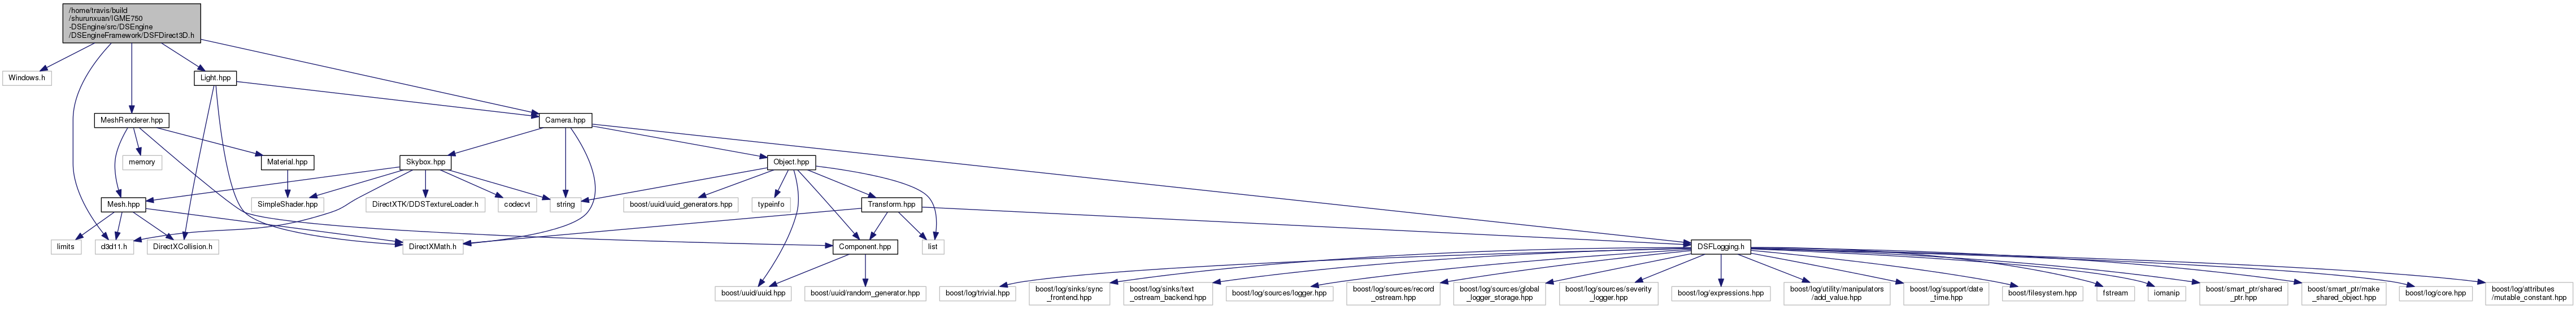 /home/travis/build
/shurunxuan/IGME750
-DSEngine/src/DSEngine
/DSEngineFramework/DSFDirect3D.h
Windows.h
Light.hpp
MeshRenderer.hpp
Camera.hpp
memory
Material.hpp
Skybox.hpp
Object.hpp
Mesh.hpp
SimpleShader.hpp
DirectXTK/DDSTextureLoader.h
codecvt
string
boost/uuid/uuid_generators.hpp
typeinfo
Transform.hpp
limits
d3d11.h
DirectXCollision.h
DirectXMath.h
Component.hpp
list
DSFLogging.h
boost/uuid/uuid.hpp
boost/uuid/random_generator.hpp
boost/log/trivial.hpp
boost/log/sinks/sync
_frontend.hpp
boost/log/sinks/text
_ostream_backend.hpp
boost/log/sources/logger.hpp
boost/log/sources/record
_ostream.hpp
boost/log/sources/global
_logger_storage.hpp
boost/log/sources/severity
_logger.hpp
boost/log/expressions.hpp
boost/log/utility/manipulators
/add_value.hpp
boost/log/support/date
_time.hpp
boost/filesystem.hpp
fstream
iomanip
boost/smart_ptr/shared
_ptr.hpp
boost/smart_ptr/make
_shared_object.hpp
boost/log/core.hpp
boost/log/attributes
/mutable_constant.hpp